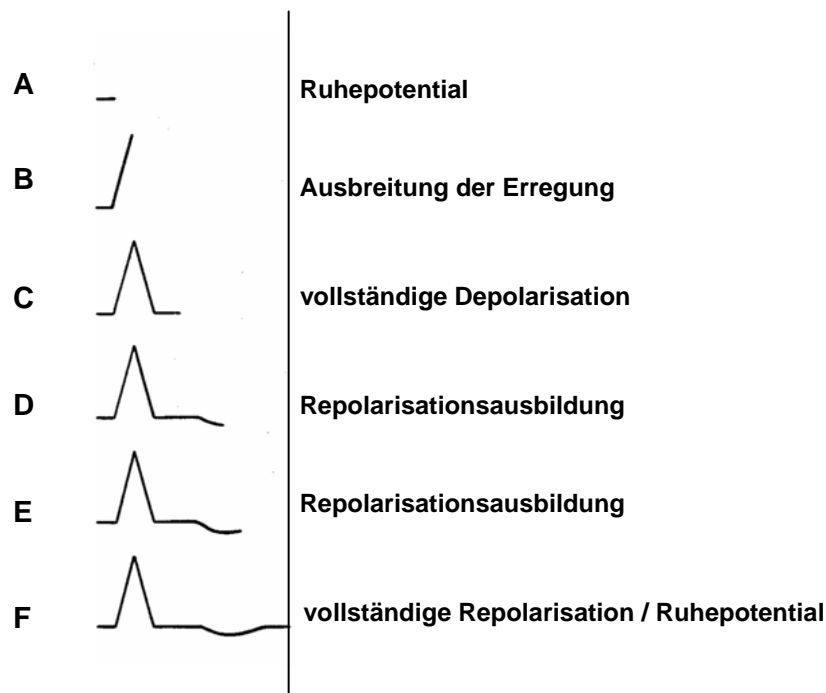 A Ruhepotential
B Ausbreitung der Erregung
C vollständige Depolarisation
D Repolarisationsausbildung
E Repolarisationsausbildung
F vollständige Repolarisation / Ruhepotential